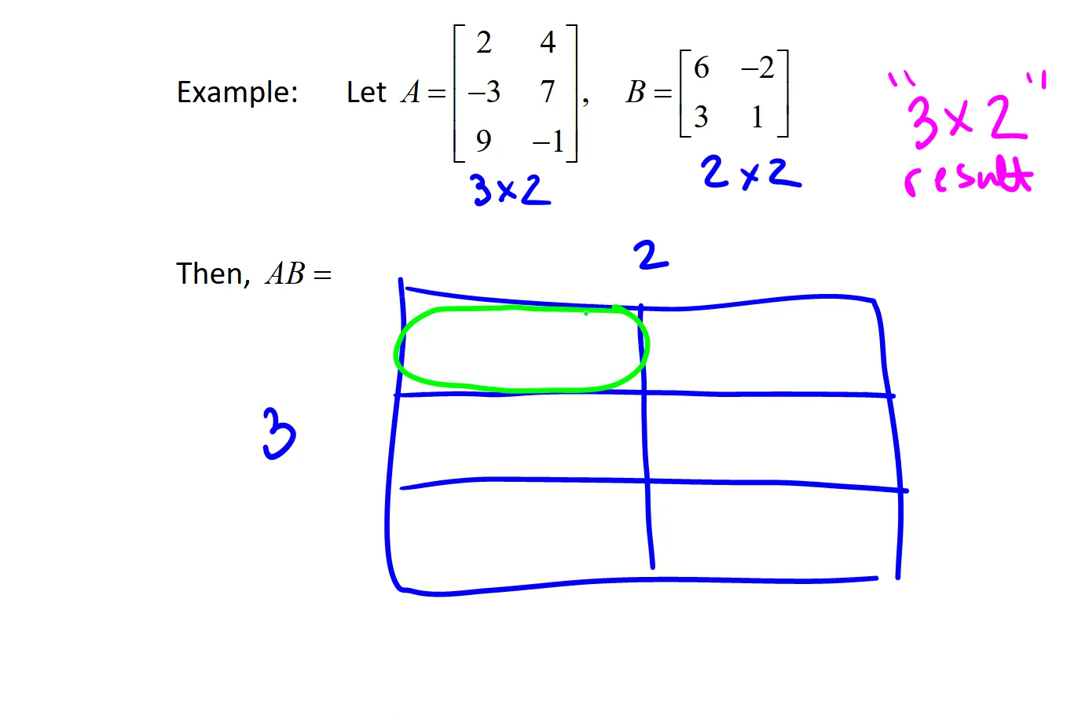 Example: Let A = [ 2 4 ; −3 7 ; 9 −1 ], B = [ 6 −2 ; 3 1 ]
"3 × 2"
result
3 × 2
2 × 2
Then, AB =
2
3